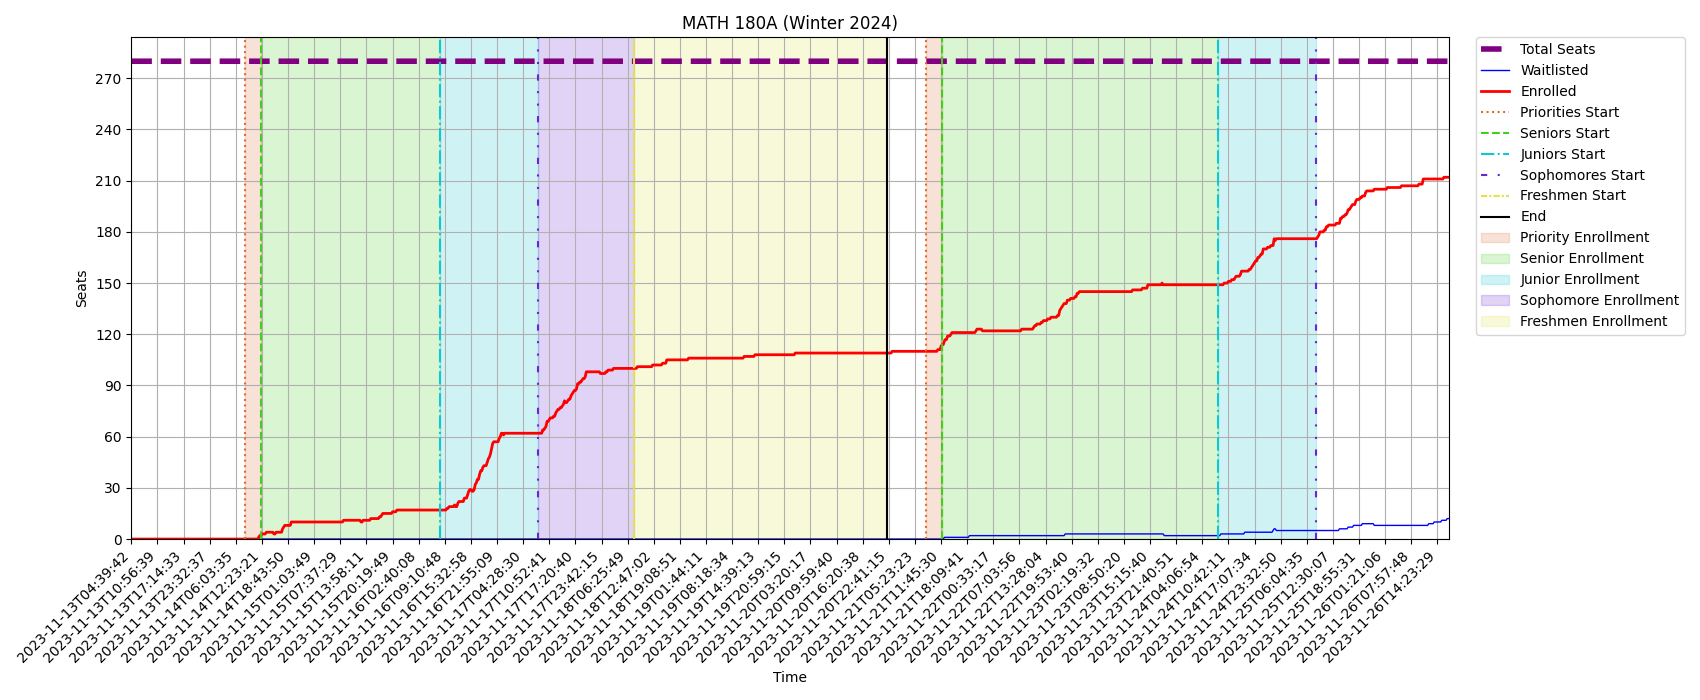 MATH 180A (Winter 2024)
Seats
270
240
210
180
150
120
90
60
30
0
2023-11-13T04:39:42
2023-11-13T10:56:39
2023-11-13T17:14:33
2023-11-13T23:32:37
2023-11-14T06:03:35
2023-11-14T12:23:21
2023-11-14T18:43:50
2023-11-15T01:03:49
2023-11-15T07:37:29
2023-11-15T13:58:11
2023-11-15T20:19:49
2023-11-16T02:40:08
2023-11-16T09:10:48
2023-11-16T15:32:58
2023-11-16T21:55:09
2023-11-17T04:28:30
2023-11-17T10:52:41
2023-11-17T17:20:40
2023-11-17T23:42:15
2023-11-18T06:25:49
2023-11-18T12:47:02
2023-11-18T19:08:51
2023-11-19T01:44:11
2023-11-19T08:18:34
2023-11-19T14:39:13
2023-11-19T20:59:15
2023-11-20T03:20:17
2023-11-20T09:59:40
2023-11-20T16:20:38
2023-11-20T22:41:15
2023-11-21T05:23:23
2023-11-21T11:45:30
2023-11-21T18:09:41
2023-11-22T00:33:17
2023-11-22T07:03:56
2023-11-22T13:28:04
2023-11-22T19:53:40
2023-11-23T02:19:32
2023-11-23T08:50:20
2023-11-23T15:15:40
2023-11-23T21:40:51
2023-11-24T04:06:54
2023-11-24T10:42:11
2023-11-24T17:07:34
2023-11-24T23:32:50
2023-11-25T06:04:35
2023-11-25T12:30:07
2023-11-25T18:55:31
2023-11-26T01:21:06
2023-11-26T07:57:48
2023-11-26T14:23:29
Time
Total Seats
Waitlisted
Enrolled
Priorities Start
Seniors Start
Juniors Start
Sophomores Start
Freshmen Start
End
Priority Enrollment
Senior Enrollment
Junior Enrollment
Sophomore Enrollment
Freshmen Enrollment